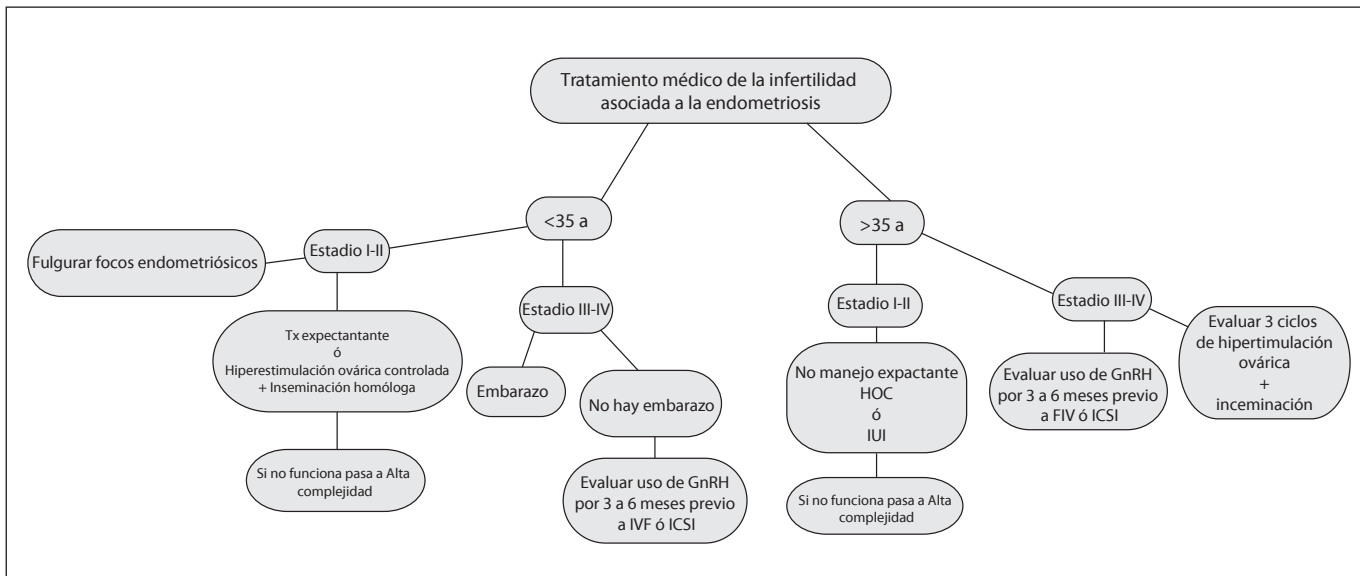 Tratamiento médico de la infertilidad
asociada a la endometriosis
<35 a
>35 a
Fulgurar focos endometriósicos
Estadio I-II
Tx expectantante
ó
Hiperestimulación ovárica controlada
+ Inseminación homóloga
Si no funciona pasa a Alta
complejidad
Estadio III-IV
Embarazo
No hay embarazo
Evaluar uso de GnRH
por 3 a 6 meses previo
a IVF ó ICSI
Estadio I-II
No manejo expactante
HOC
ó
IUI
Si no funciona pasa a Alta
complejidad
Estadio III-IV
Evaluar uso de GnRH
por 3 a 6 meses previo
a FIV ó ICSI
Evaluar 3 ciclos
de hipertimulación
ovárica
+
inceminación